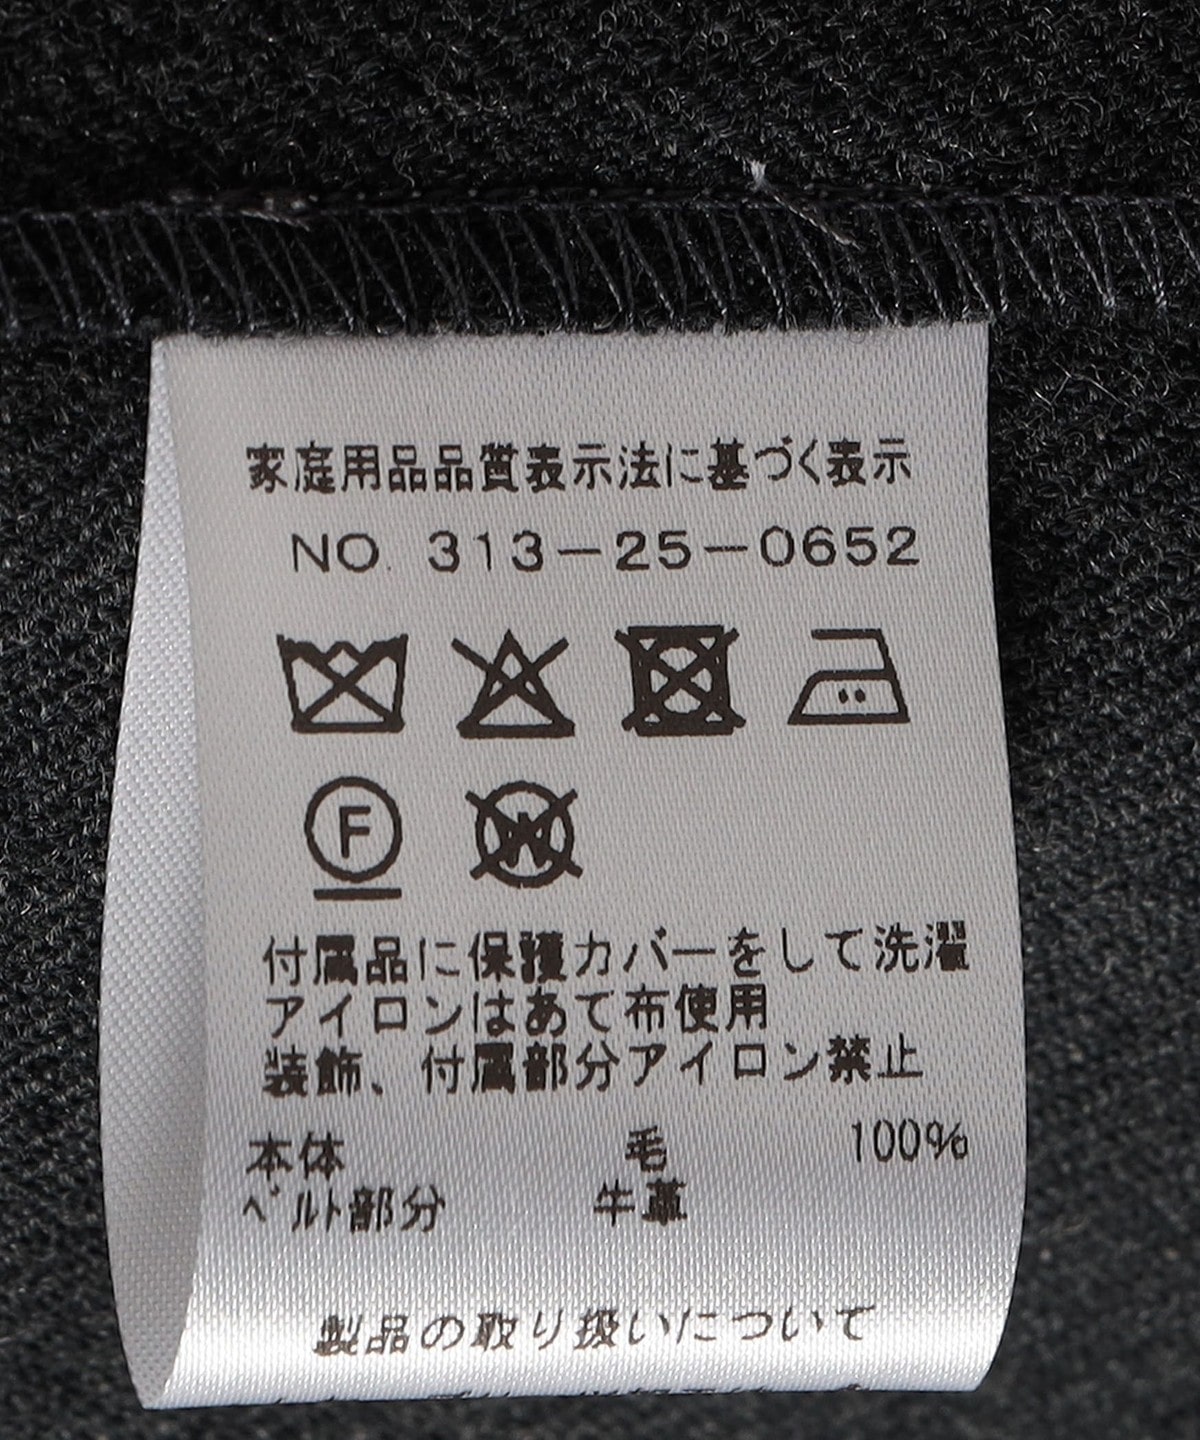 家庭用品品質表示法に基づく表示
NO. 313-25-0652
F
W
付属品に保護カバーをして洗濯
アイロンはあて布使用
装飾、付属部分アイロン禁止
本体 毛 100%
ﾍﾞﾙﾄ部分 牛革
製品の取り扱いについて